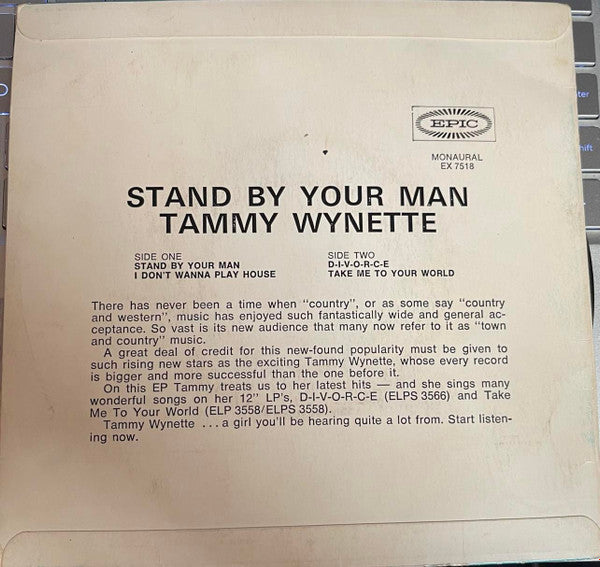 EPIC
MONAURAL
EX 7518
STAND BY YOUR MAN
TAMMY WYNETTE
SIDE ONE
STAND BY YOUR MAN
I DON'T WANNA PLAY HOUSE
SIDE TWO
D-I-V-O-R-C-E
TAKE ME TO YOUR WORLD
There has never been a time when "country", or as some say "country
and western", music has enjoyed such fantastically wide and general ac-
ceptance. So vast is its new audience that many now refer to it as "town
and country" music.
A great deal of credit for this new-found popularity must be given to
such rising new stars as the exciting Tammy Wynette, whose every record
is bigger and more successful than the one before it.
On this EP Tammy treats us to her latest hits — and she sings many
wonderful songs on her 12" LP's, D-I-V-O-R-C-E (ELPS 3566) and Take
Me To Your World (ELP 3558/ELPS 3558).
Tammy Wynette ...a girl you'll be hearing quite a lot from. Start listen-
ing now.
shift